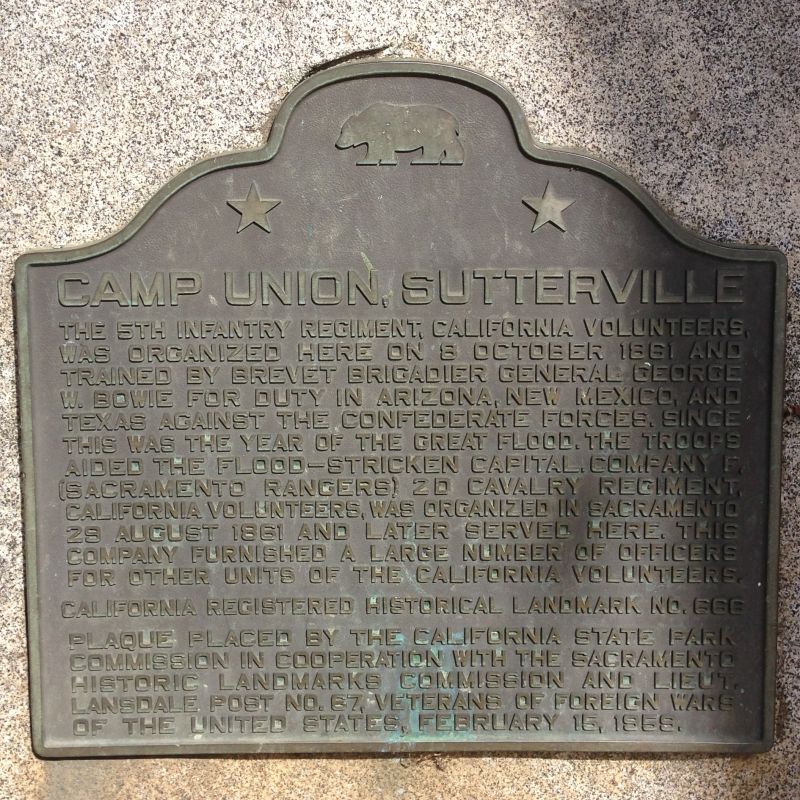 CAMP UNION, SUTTERVILLE
THE 5TH INFANTRY REGIMENT, CALIFORNIA VOLUNTEERS,
WAS ORGANIZED HERE ON 8 OCTOBER 1861 AND
TRAINED BY BREVET BRIGADIER GENERAL GEORGE
W. BOWIE FOR DUTY IN ARIZONA, NEW MEXICO, AND
TEXAS AGAINST THE CONFEDERATE FORCES. SINCE
THIS WAS THE YEAR OF THE GREAT FLOOD. THE TROOPS
AIDED THE FLOOD-STRICKEN CAPITAL. COMPANY F,
(SACRAMENTO RANGERS) 2D CAVALRY REGIMENT,
CALIFORNIA VOLUNTEERS, WAS ORGANIZED IN SACRAMENTO
29 AUGUST 1861 AND LATER SERVED HERE. THIS
COMPANY FURNISHED A LARGE NUMBER OF OFFICERS
FOR OTHER UNITS OF THE CALIFORNIA VOLUNTEERS.
CALIFORNIA REGISTERED HISTORICAL LANDMARK NO. 666
PLAQUE PLACED BY THE CALIFORNIA STATE PARK
COMMISSION IN COOPERATION WITH THE SACRAMENTO
HISTORIC LANDMARKS COMMISSION AND LIEUT.
LANSDALE POST NO. 67, VETERANS OF FOREIGN WARS
OF THE UNITED STATES, FEBRUARY 15, 1959.